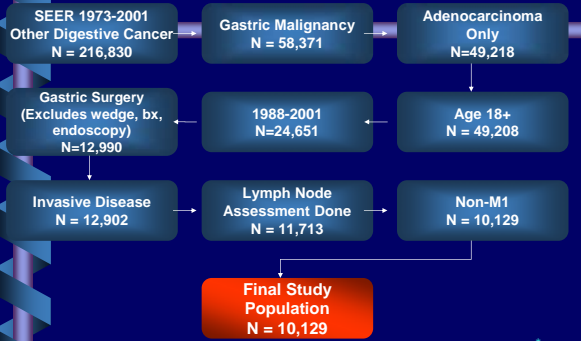 SEER 1973-2001
Other Digestive Cancer
N = 216,830
Gastric Malignancy
N = 58,371
Adenocarcinoma
Only
N=49,218
Age 18+
N = 49,208
1988-2001
N=24,651
Gastric Surgery
(Excludes wedge, bx,
endoscopy)
N=12,990
Invasive Disease
N = 12,902
Lymph Node
Assessment Done
N = 11,713
Non-M1
N = 10,129
Final Study
Population
N = 10,129